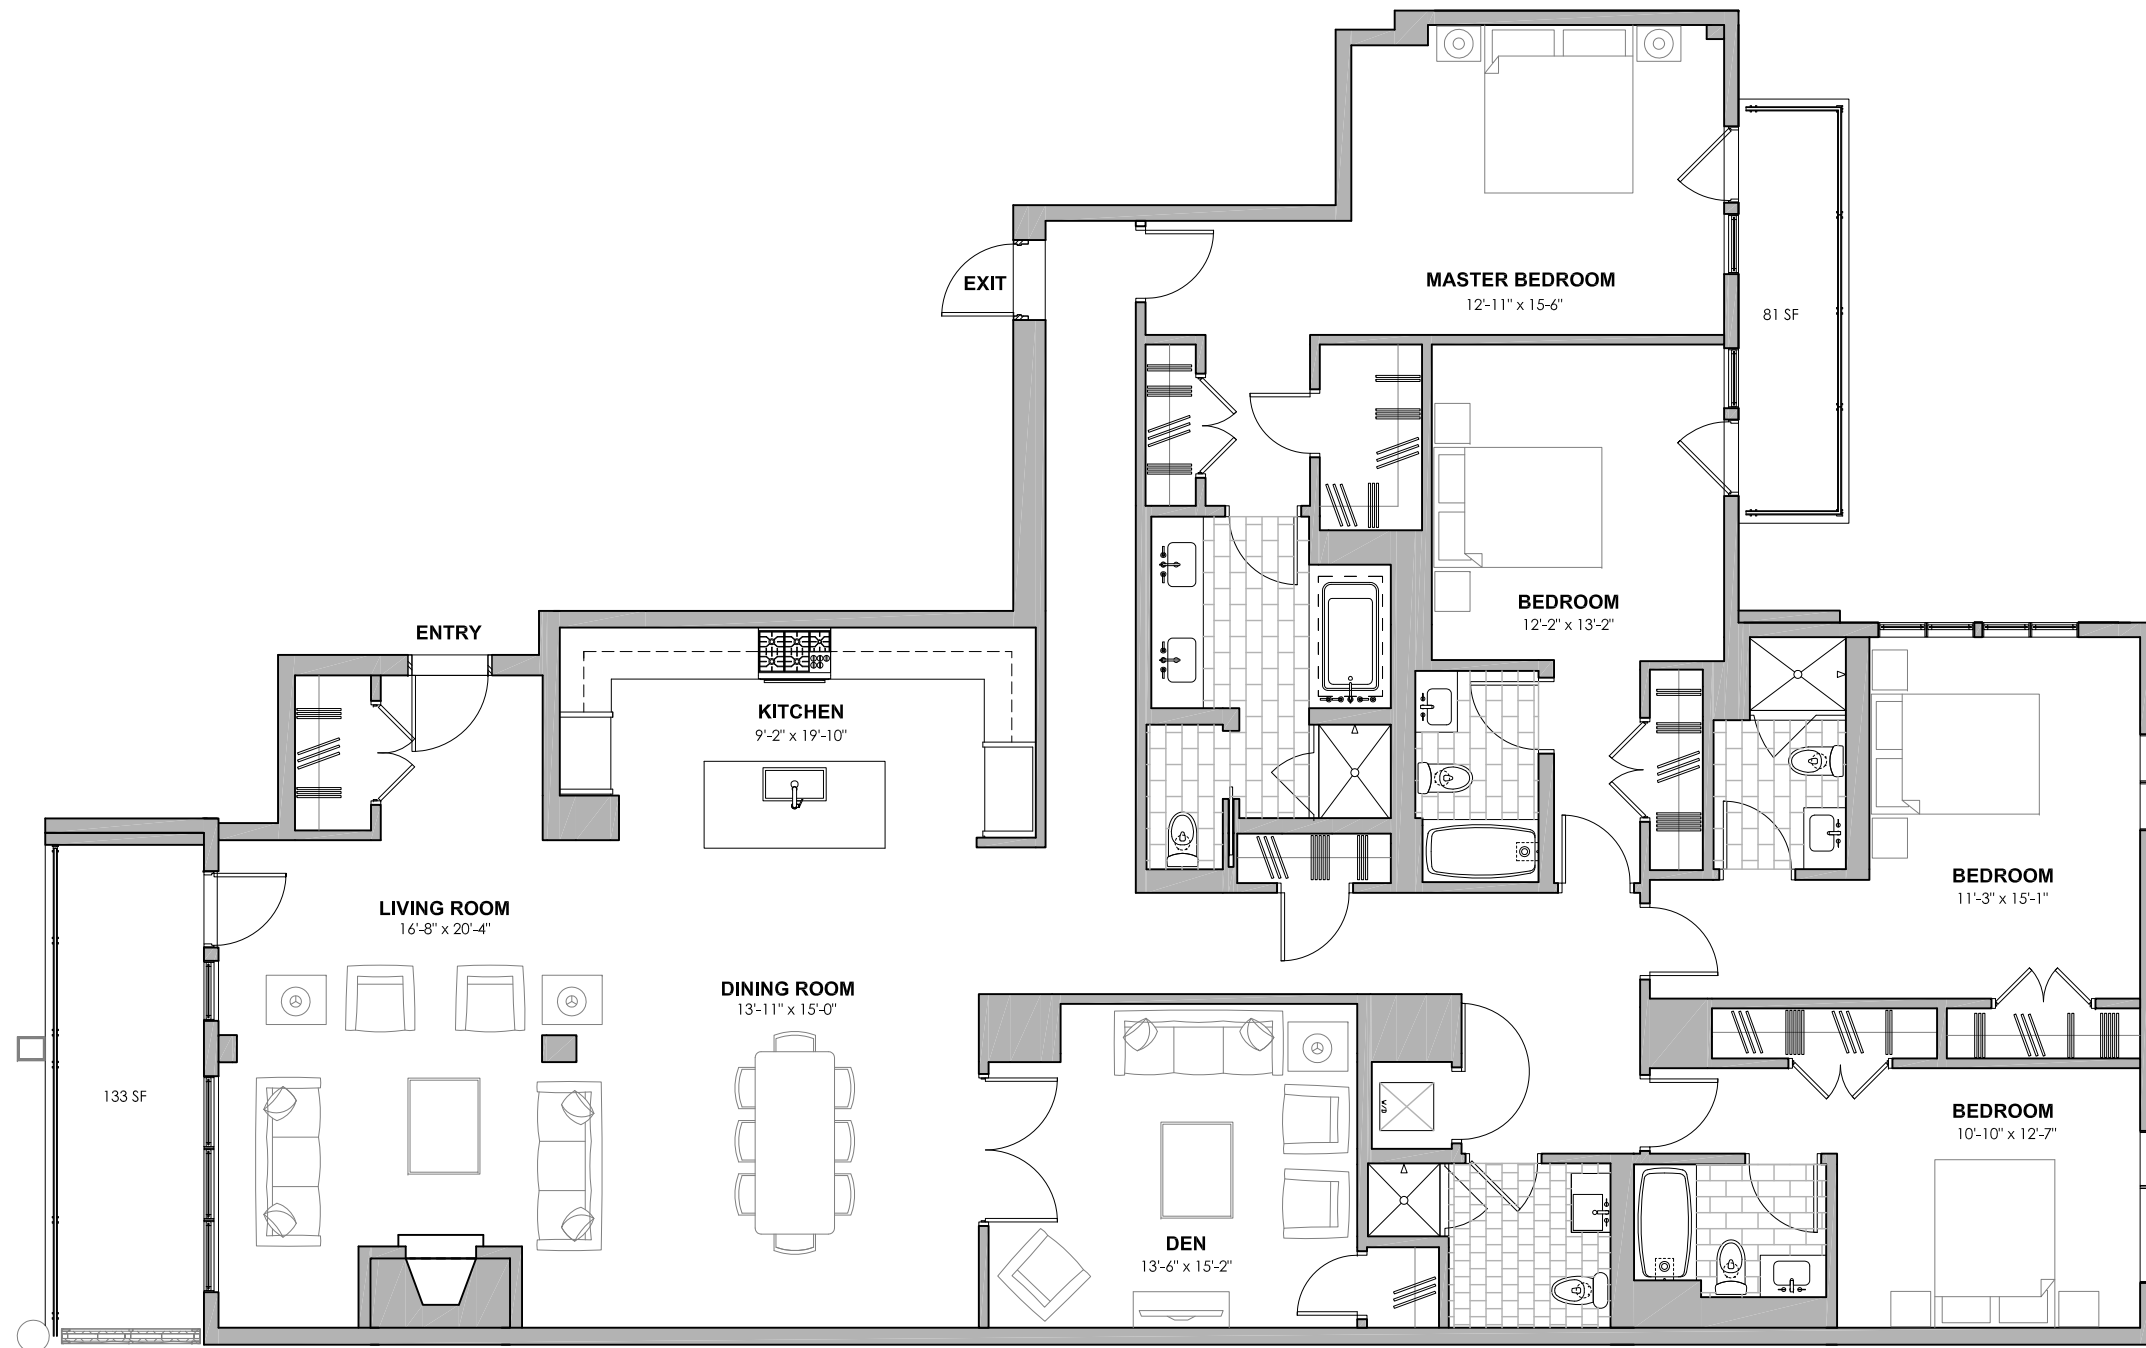 EXIT
MASTER BEDROOM
12'-11" x 15-6"
81 SF
BEDROOM
12'-2" x 13'-2"
ENTRY
KITCHEN
9'-2" x 19'-10"
BEDROOM
11'-3" x 15'-1"
LIVING ROOM
16'-8" x 20'-4"
DINING ROOM
13'-11" x 15'-0"
133 SF
BEDROOM
10'-10" x 12'-7"
DEN
13'-6" x 15'-2"